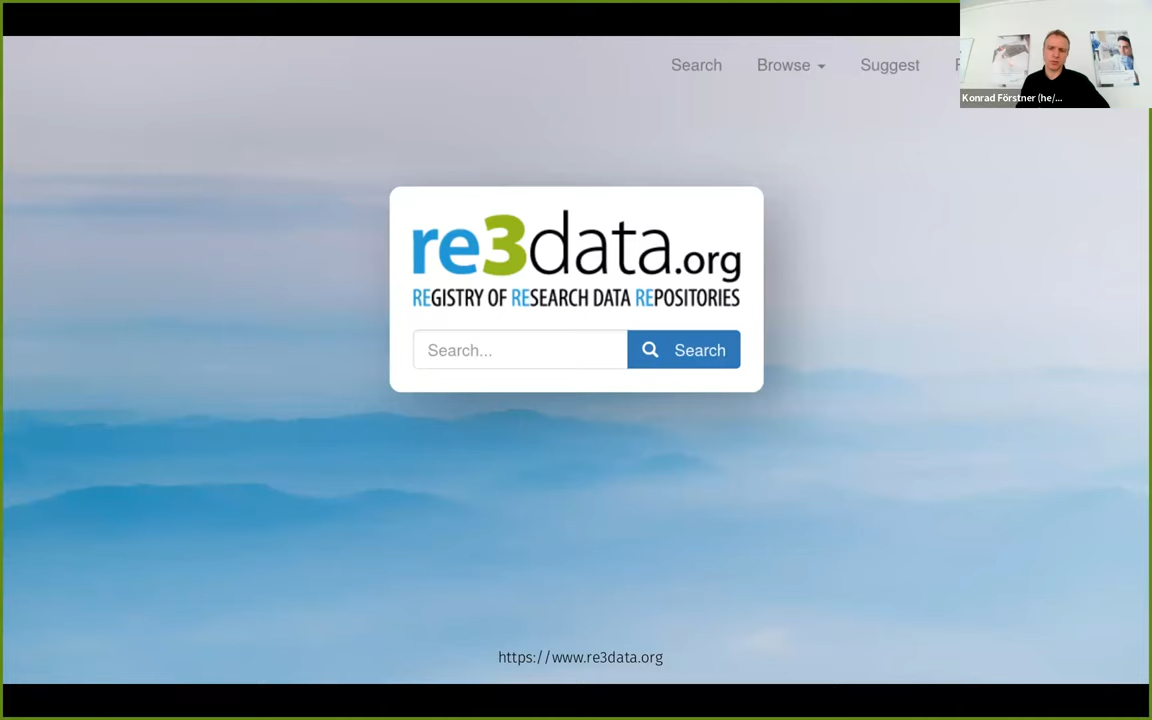 Search Browse Suggest
Konrad Förstner (he/...
re3data.org
REGISTRY OF RESEARCH DATA REPOSITORIES
Search... Search
https://www.re3data.org